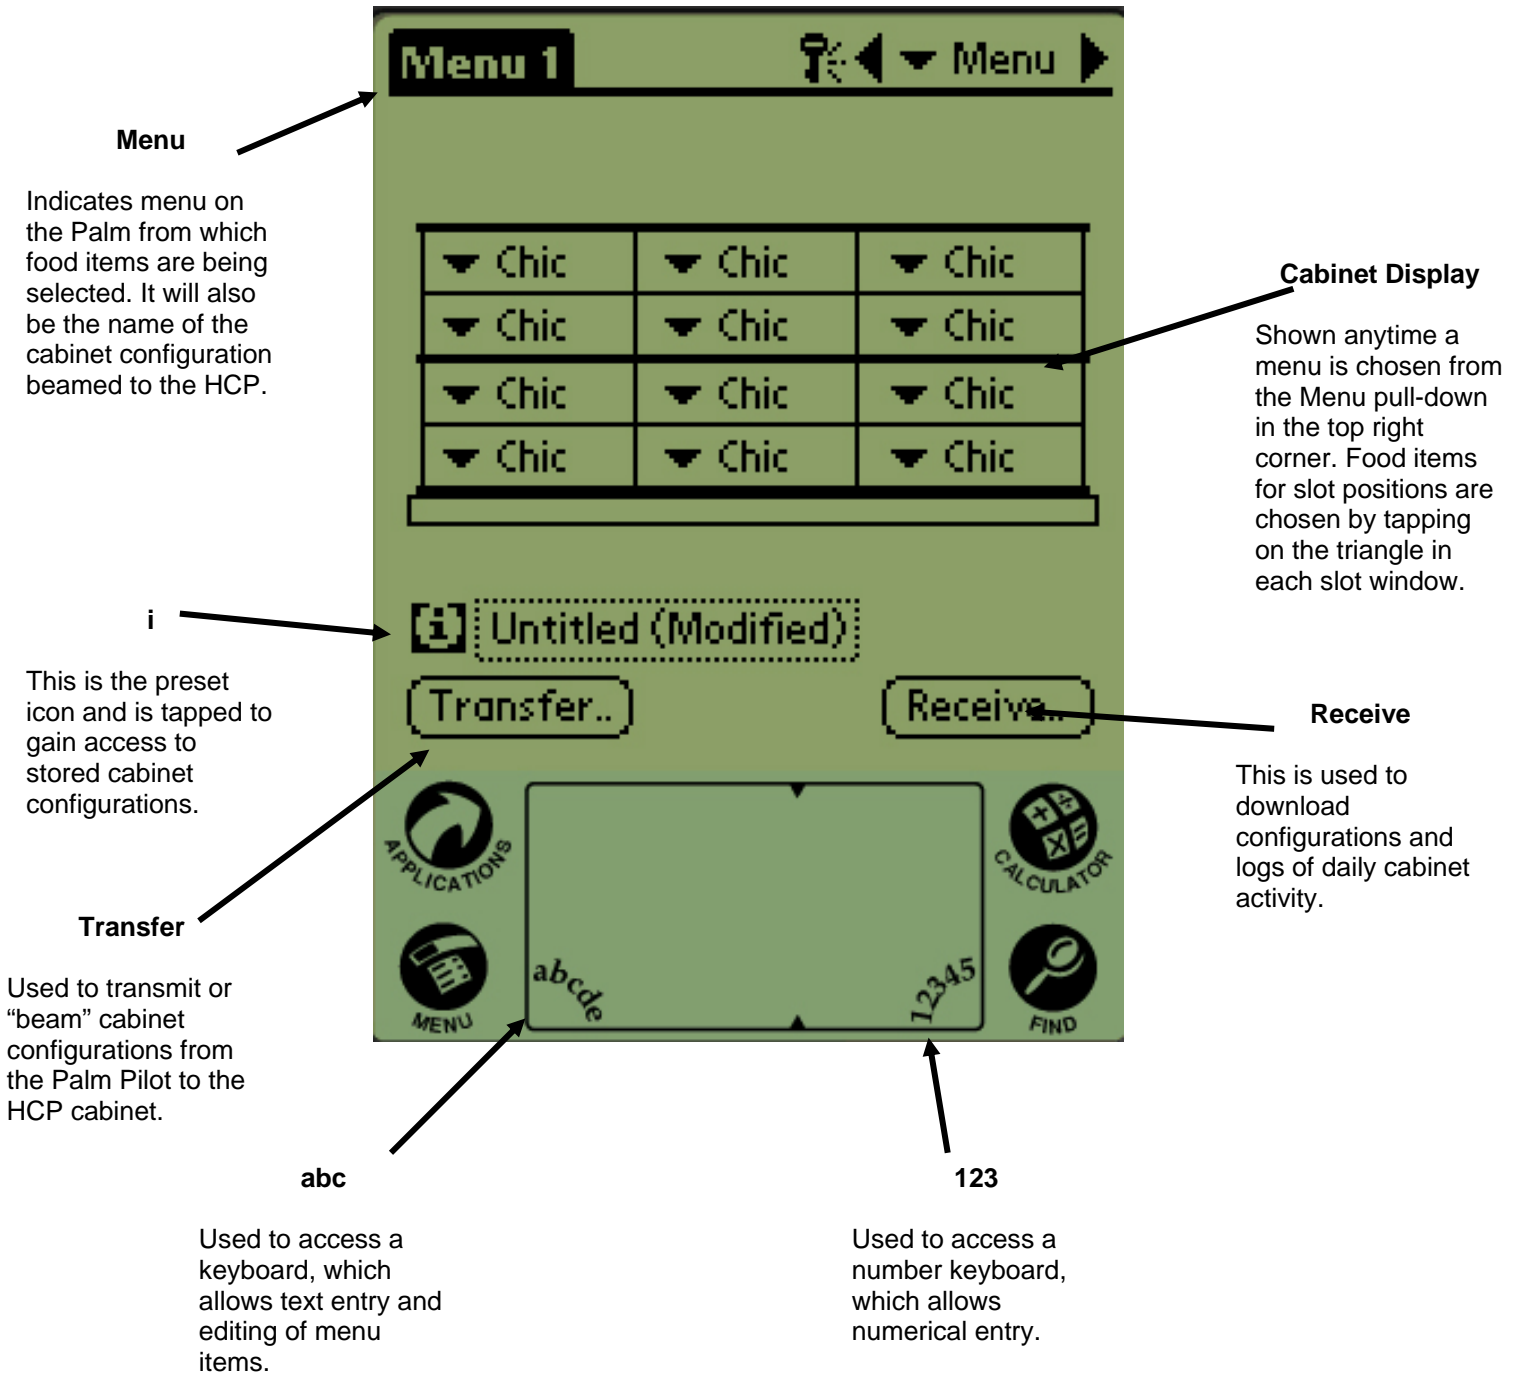 Menu 1
Menu
Menu
Indicates menu on
the Palm from which
food items are being
selected. It will also
be the name of the
cabinet configuration
beamed to the HCP.
Chic Chic Chic
Chic Chic Chic
Chic Chic Chic
Chic Chic Chic
Cabinet Display
Shown anytime a
menu is chosen from
the Menu pull-down
in the top right
corner. Food items
for slot positions are
chosen by tapping
on the triangle in
each slot window.
i
This is the preset
icon and is tapped to
gain access to
stored cabinet
configurations.
i Untitled (Modified)
Transfer.. Receive..
Receive
This is used to
download
configurations and
logs of daily cabinet
activity.
APPLICATIONS
CALCULATOR
Transfer
Used to transmit or
“beam” cabinet
configurations from
the Palm Pilot to the
HCP cabinet.
MENU
abcde
12345
FIND
abc
Used to access a
keyboard, which
allows text entry and
editing of menu
items.
123
Used to access a
number keyboard,
which allows
numerical entry.